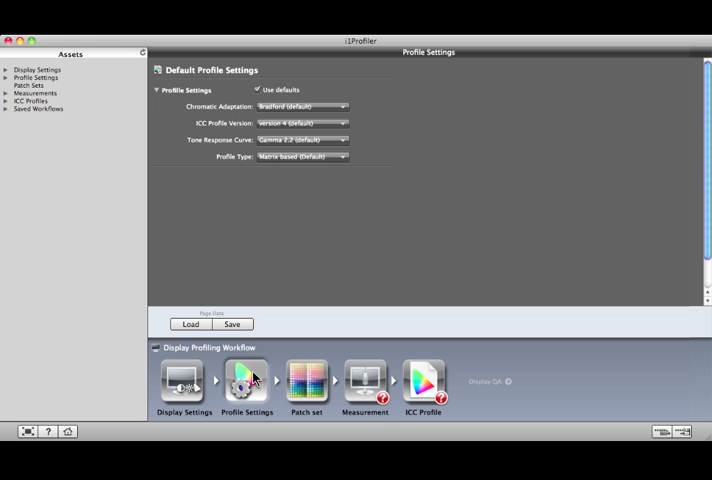 i1Profiler
Assets
Profile Settings
Display Settings
Profile Settings
Patch Sets
Measurements
ICC Profiles
Saved Workflows
Default Profile Settings
Profile Settings
Use defaults
Chromatic Adaptation: Bradford (default)
ICC Profile Version: version 4 (default)
Tone Response Curve: Gamma 2.2 (default)
Profile Type: Matrix based (Default)
Page Data
Load Save
Display Profiling Workflow
Display Settings Profile Settings Patch set Measurement ICC Profile Display QA